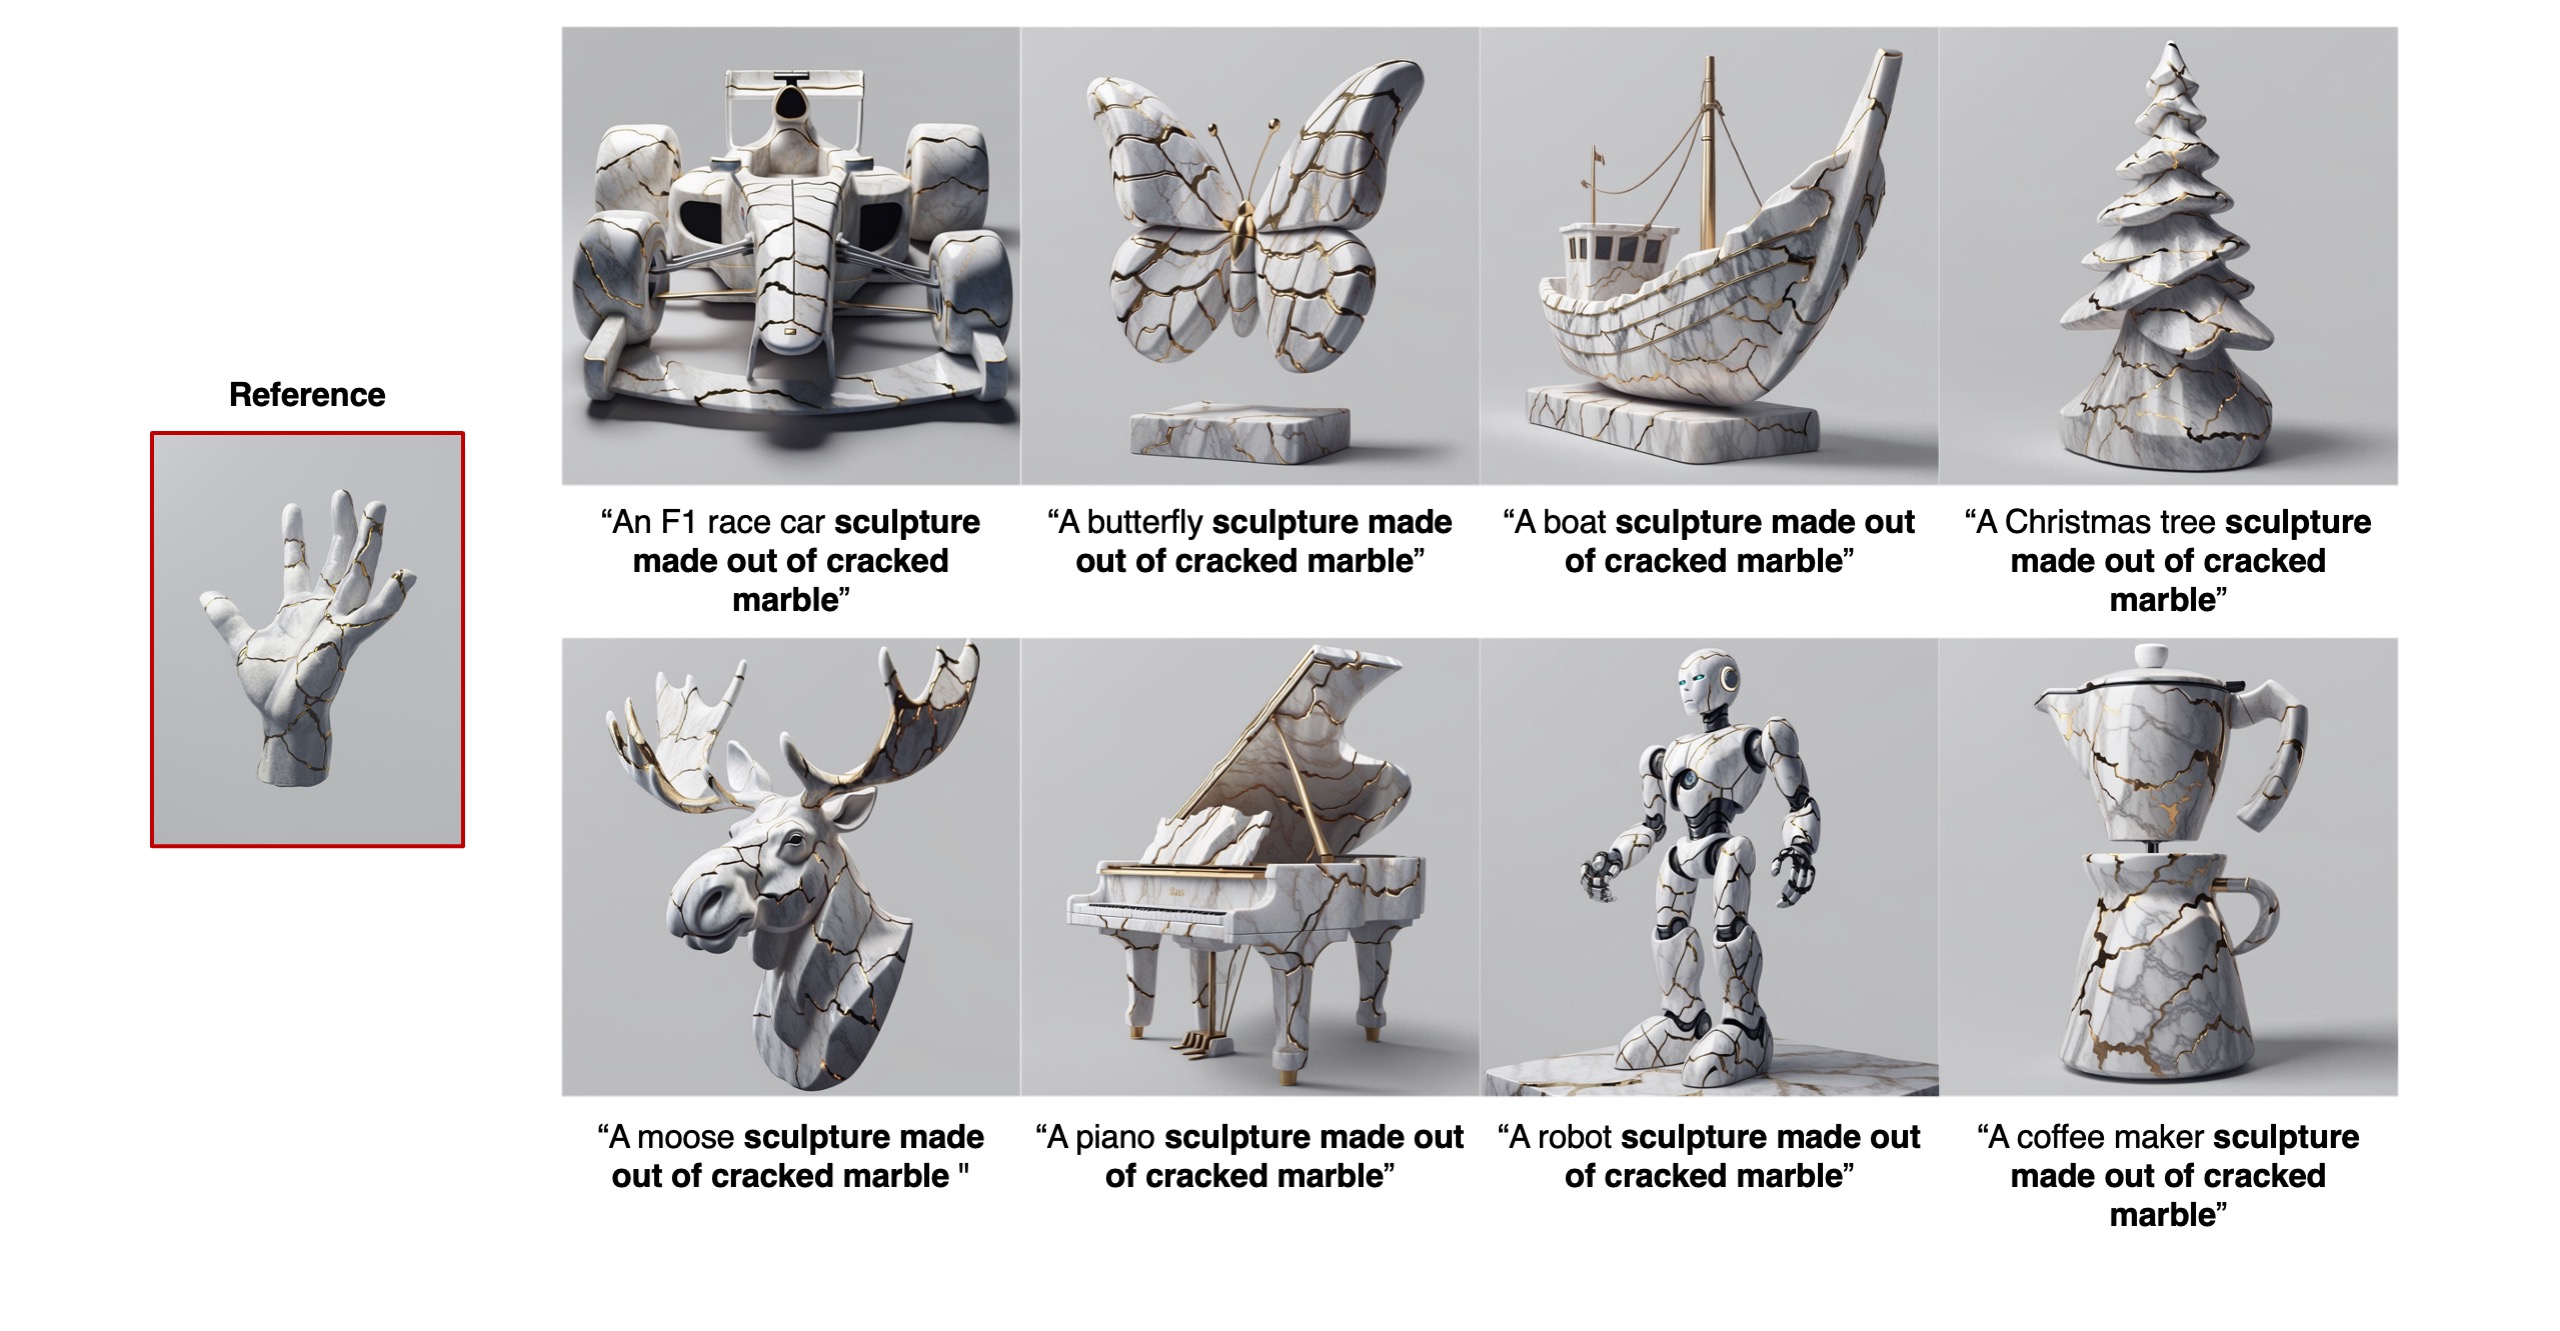 Reference
“An F1 race car sculpture
made out of cracked
marble”
“A butterfly sculpture made
out of cracked marble”
“A boat sculpture made out
of cracked marble”
“A Christmas tree sculpture
made out of cracked
marble”
“A moose sculpture made
out of cracked marble "
“A piano sculpture made out
of cracked marble”
“A robot sculpture made out
of cracked marble”
“A coffee maker sculpture
made out of cracked
marble”